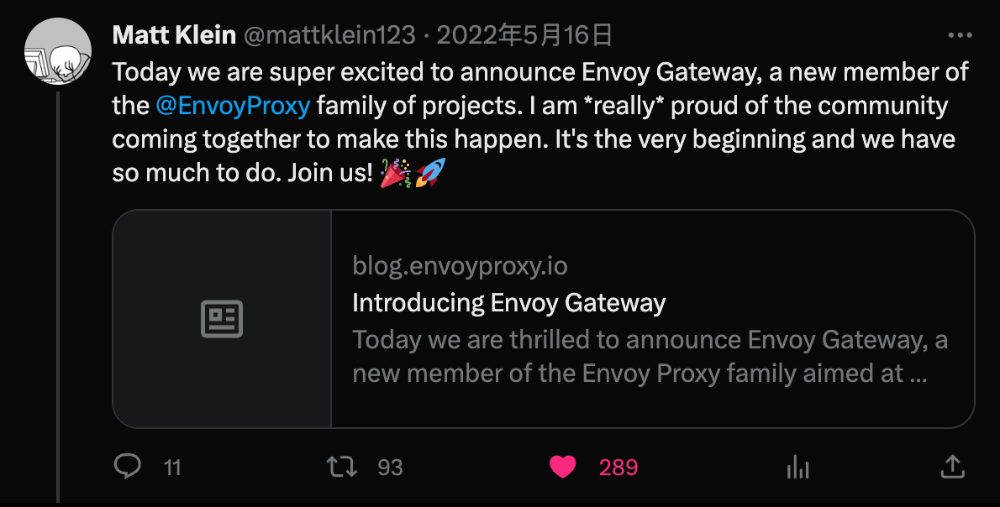 Matt Klein @mattklein123 · 2022年5月16日
Today we are super excited to announce Envoy Gateway, a new member of
the @EnvoyProxy family of projects. I am *really* proud of the community
coming together to make this happen. It's the very beginning and we have
so much to do. Join us! 🎉🚀
blog.envoyproxy.io
Introducing Envoy Gateway
Today we are thrilled to announce Envoy Gateway, a
new member of the Envoy Proxy family aimed at ...
11 93 289